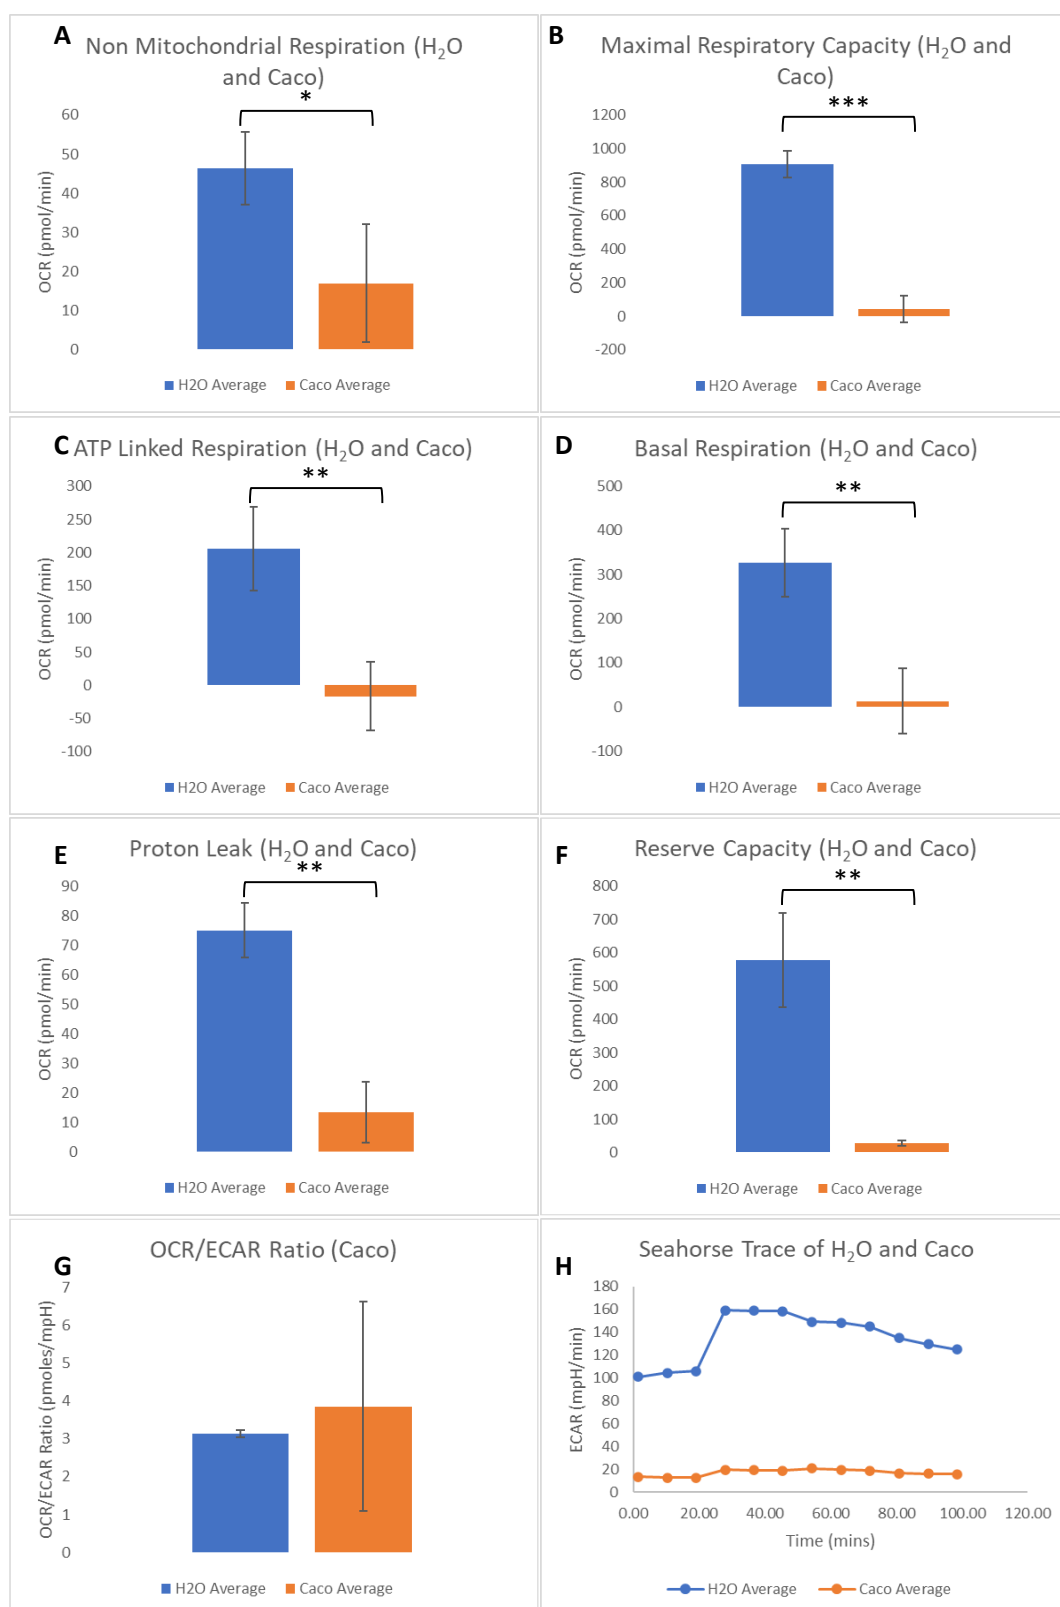 A
Non Mitochondrial Respiration (H₂O
and Caco)
*
60
50
40
30
20
10
0
OCR (pmol/min)
H2O Average
Caco Average
B
Maximal Respiratory Capacity (H₂O and
Caco)
***
1200
1000
800
600
400
200
0
-200
OCR (pmol/min)
H2O Average
Caco Average
C
ATP Linked Respiration (H₂O and Caco)
**
300
250
200
150
100
50
0
-50
-100
OCR (pmol/min)
H2O Average
Caco Average
D
Basal Respiration (H₂O and Caco)
**
500
400
300
200
100
0
-100
OCR (pmol/min)
H2O Average
Caco Average
E
Proton Leak (H₂O and Caco)
**
90
80
70
60
50
40
30
20
10
0
OCR (pmol/min)
H2O Average
Caco Average
F
Reserve Capacity (H₂O and Caco)
**
800
700
600
500
400
300
200
100
0
OCR (pmol/min)
H2O Average
Caco Average
G
OCR/ECAR Ratio (Caco)
7
6
5
4
3
2
1
0
OCR/ECAR Ratio (pmoles/mpH)
H2O Average
Caco Average
H
Seahorse Trace of H₂O and Caco
180
160
140
120
100
80
60
40
20
0
ECAR (mpH/min)
0.00 20.00 40.00 60.00 80.00 100.00 120.00
Time (mins)
H2O Average
Caco Average